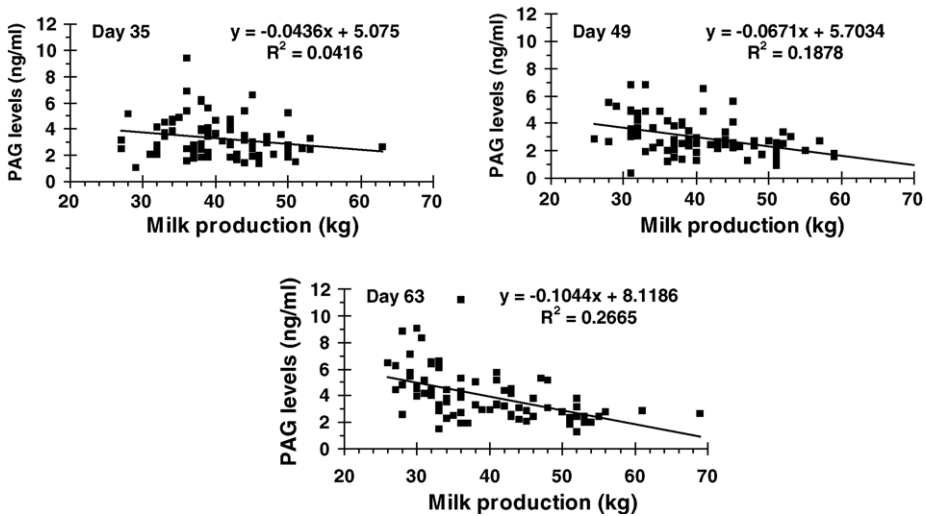 Day 35
y = -0.0436x + 5.075
R² = 0.0416
PAG levels (ng/ml)
12
10
8
6
4
2
0
20 30 40 50 60 70
Milk production (kg)
Day 49
y = -0.0671x + 5.7034
R² = 0.1878
PAG levels (ng/ml)
12
10
8
6
4
2
0
20 30 40 50 60 70
Milk production (kg)
Day 63
y = -0.1044x + 8.1186
R² = 0.2665
PAG levels (ng/ml)
12
10
8
6
4
2
0
20 30 40 50 60 70
Milk production (kg)